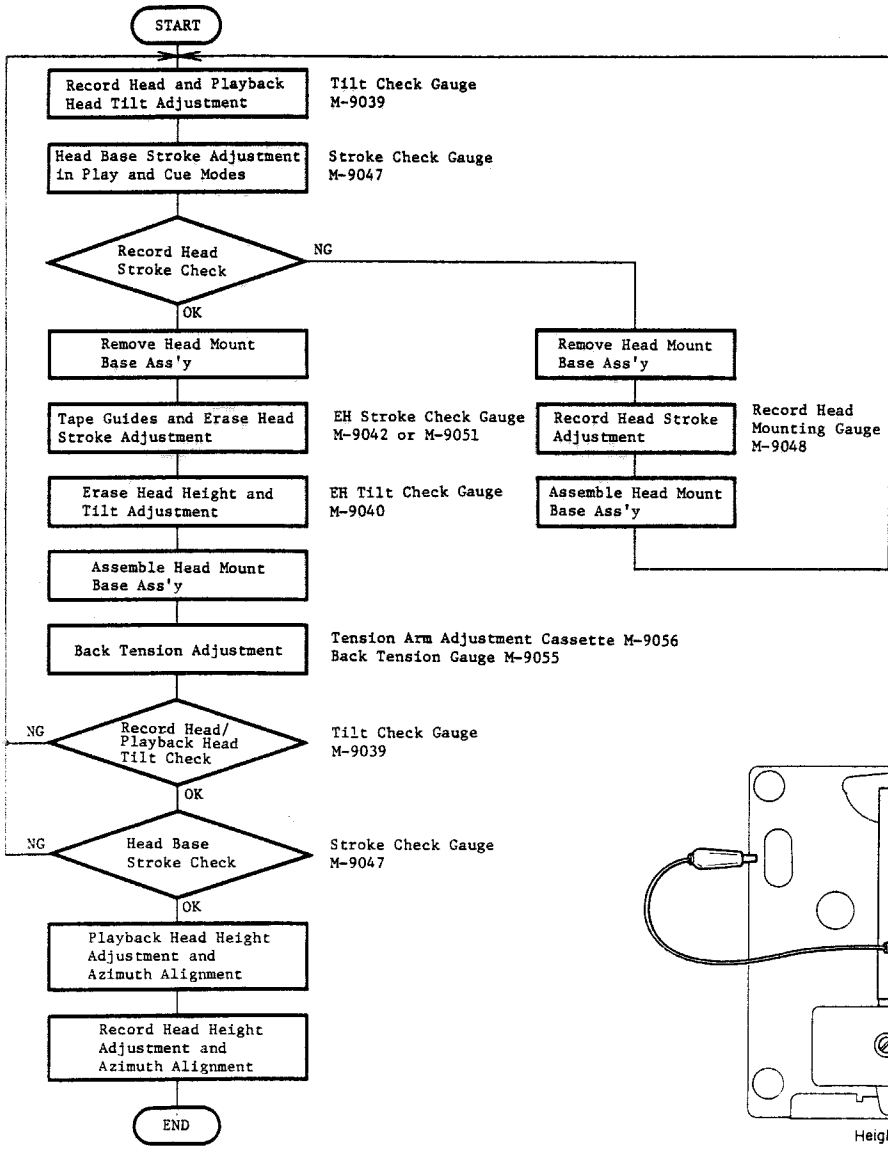 START
Record Head and Playback
Head Tilt Adjustment
Tilt Check Gauge
M-9039
Head Base Stroke Adjustment
in Play and Cue Modes
Stroke Check Gauge
M-9047
Record Head
Stroke Check
NG
OK
Remove Head Mount
Base Ass'y
Remove Head Mount
Base Ass'y
Tape Guides and Erase Head
Stroke Adjustment
EH Stroke Check Gauge
M-9042 or M-9051
Record Head Stroke
Adjustment
Record Head
Mounting Gauge
M-9048
Erase Head Height and
Tilt Adjustment
EH Tilt Check Gauge
M-9040
Assemble Head Mount
Base Ass'y
Assemble Head Mount
Base Ass'y
Back Tension Adjustment
Tension Arm Adjustment Cassette M-9056
Back Tension Gauge M-9055
NG
Record Head/
Playback Head
Tilt Check
Tilt Check Gauge
M-9039
OK
NG
Head Base
Stroke Check
Stroke Check Gauge
M-9047
OK
Playback Head Height
Adjustment and
Azimuth Alignment
Record Head Height
Adjustment and
Azimuth Alignment
END